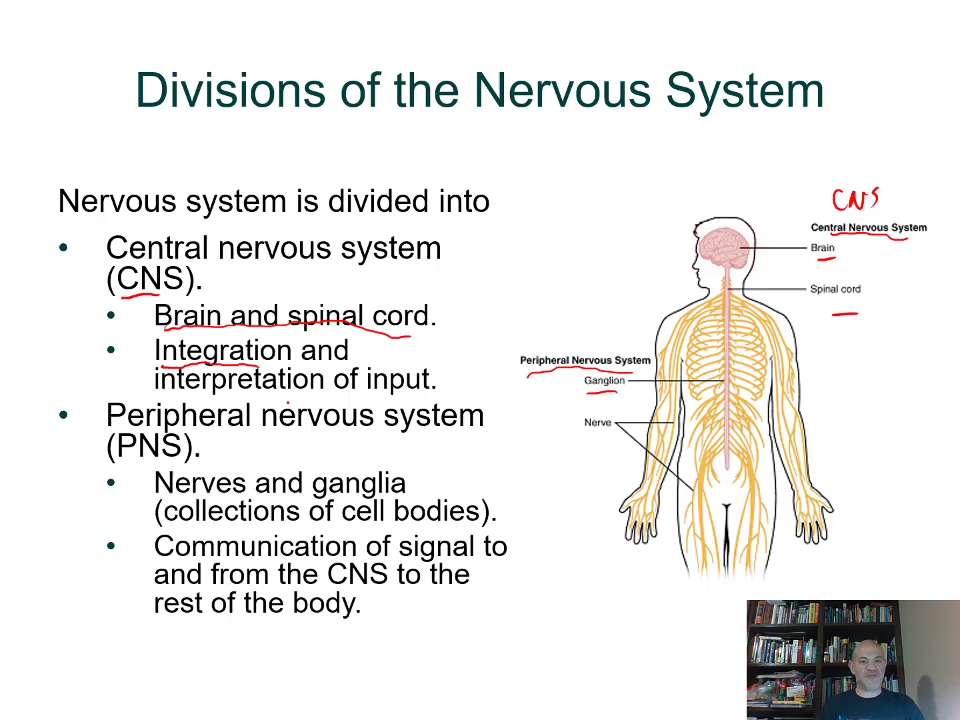 Divisions of the Nervous System
Nervous system is divided into
• Central nervous system
(CNS).
• Brain and spinal cord.
• Integration and
interpretation of input.
• Peripheral nervous system
(PNS).
• Nerves and ganglia
(collections of cell bodies).
• Communication of signal to
and from the CNS to the
rest of the body.
CNS
Central Nervous System
Brain
Spinal cord
Peripheral Nervous System
Ganglion
Nerve